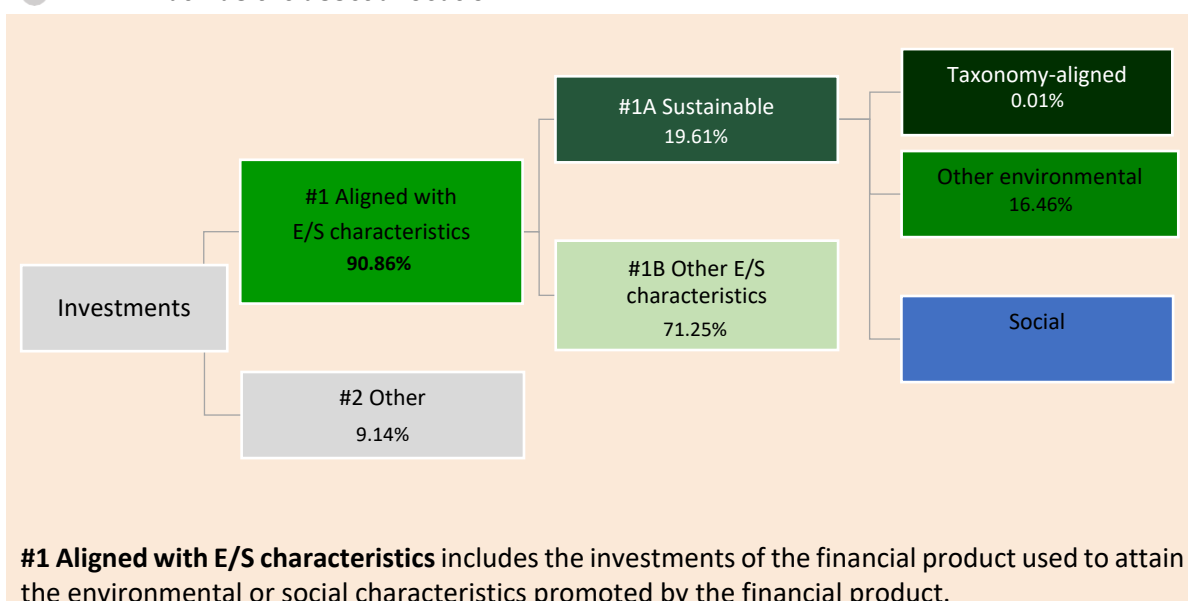 Investments
#1 Aligned with
E/S characteristics
90.86%
#2 Other
9.14%
#1A Sustainable
19.61%
#1B Other E/S
characteristics
71.25%
Taxonomy-aligned
0.01%
Other environmental
16.46%
Social
#1 Aligned with E/S characteristics includes the investments of the financial product used to attain
the environmental or social characteristics promoted by the financial product.